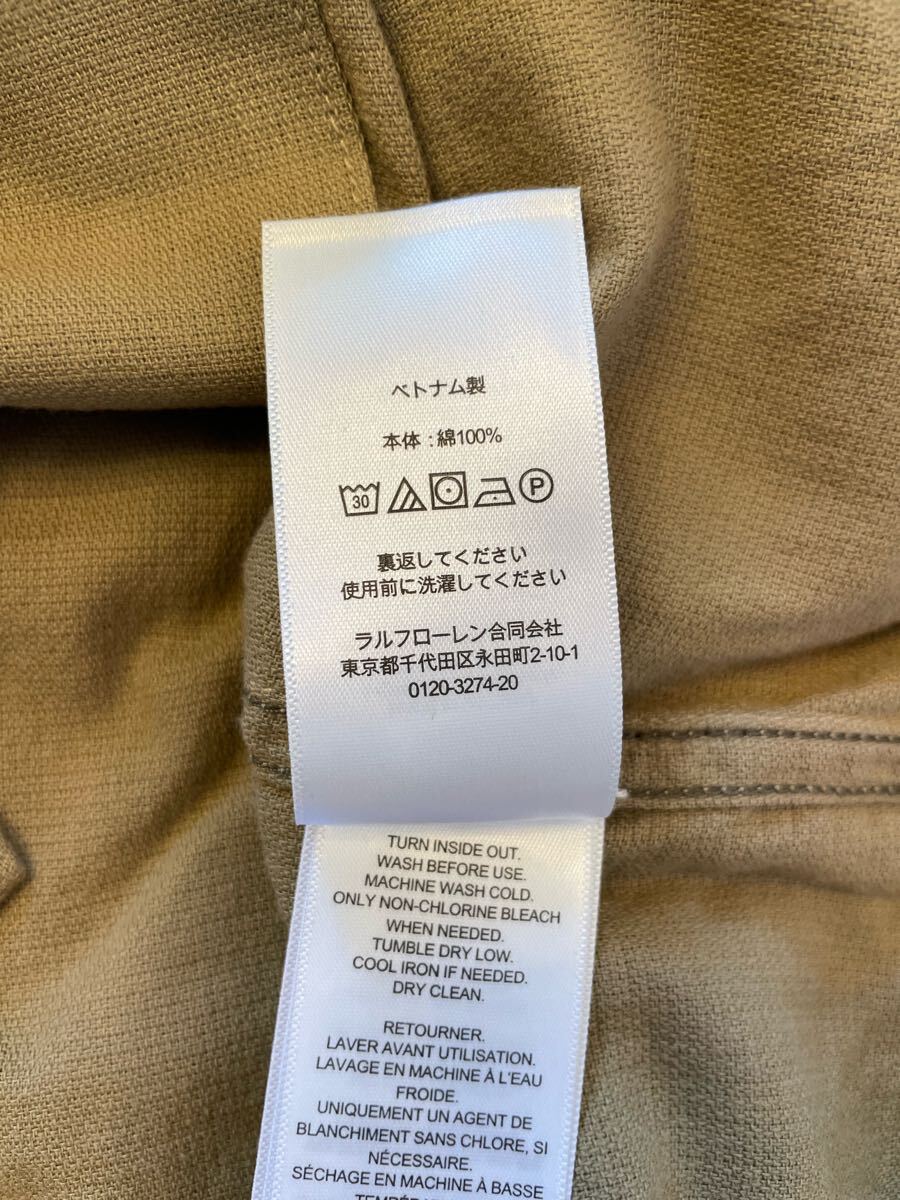 ベトナム製
本体 : 綿100%
30 P
裏返してください
使用前に洗濯してください
ラルフローレン合同会社
東京都千代田区永田町2-10-1
0120-3274-20
TURN INSIDE OUT.
WASH BEFORE USE.
MACHINE WASH COLD.
ONLY NON-CHLORINE BLEACH
WHEN NEEDED.
TUMBLE DRY LOW.
COOL IRON IF NEEDED.
DRY CLEAN.
RETOURNER.
LAVER AVANT UTILISATION.
LAVAGE EN MACHINE À L'EAU
FROIDE.
UNIQUEMENT UN AGENT DE
BLANCHIMENT SANS CHLORE, SI
NÉCESSAIRE.
SÉCHAGE EN MACHINE À BASSE